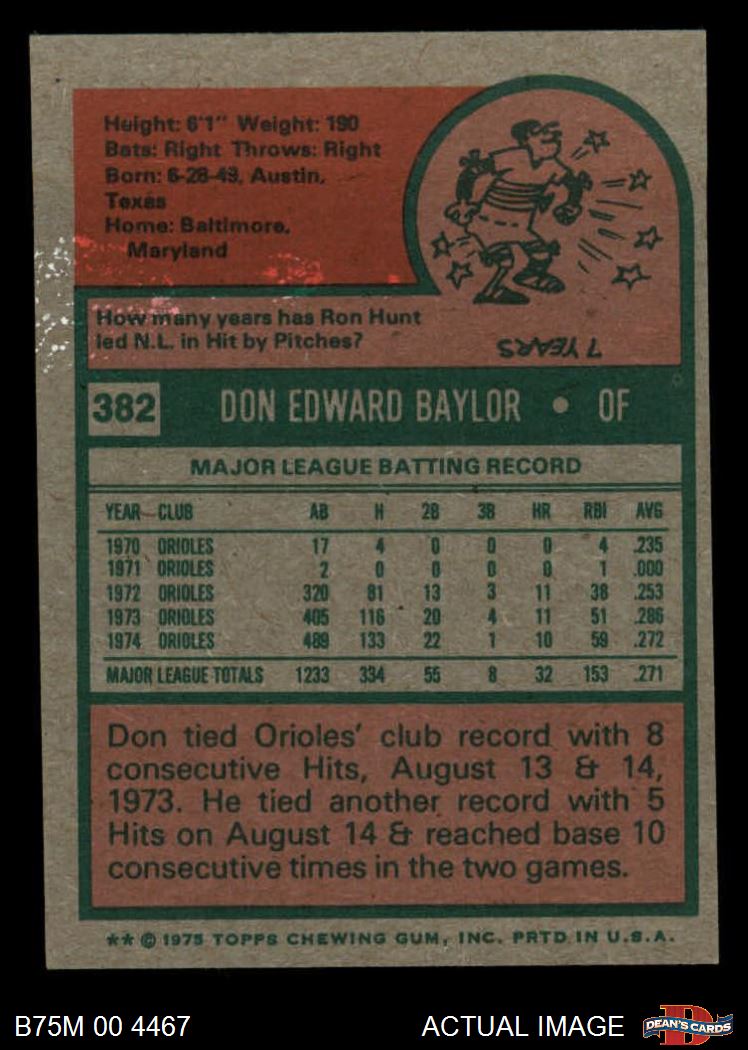 Height: 6'1" Weight: 190
Bats: Right Throws: Right
Born: 6-28-49, Austin,
Texas
Home: Baltimore,
Maryland
How many years has Ron Hunt
led N.L. in Hit by Pitches?
7 YEARS
382 DON EDWARD BAYLOR • OF
MAJOR LEAGUE BATTING RECORD
YEAR CLUB AB H 2B 3B HR RBI AVG
1970 ORIOLES 17 4 0 0 0 4 .235
1971 ORIOLES 2 0 0 0 0 1 .000
1972 ORIOLES 320 81 13 3 11 38 .253
1973 ORIOLES 405 116 20 4 11 51 .286
1974 ORIOLES 489 133 22 1 10 59 .272
MAJOR LEAGUE TOTALS 1233 334 55 8 32 153 .271
Don tied Orioles' club record with 8
consecutive Hits, August 13 & 14,
1973. He tied another record with 5
Hits on August 14 & reached base 10
consecutive times in the two games.
** © 1975 TOPPS CHEWING GUM, INC. PRTD IN U.S.A.
B75M 00 4467 ACTUAL IMAGE
D
DEAN'S CARDS